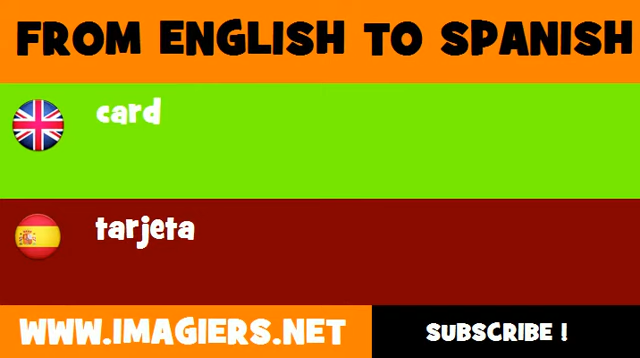 FROM ENGLISH TO SPANISH
card
tarjeta
WWW.IMAGIERS.NET
SUBSCRIBE !